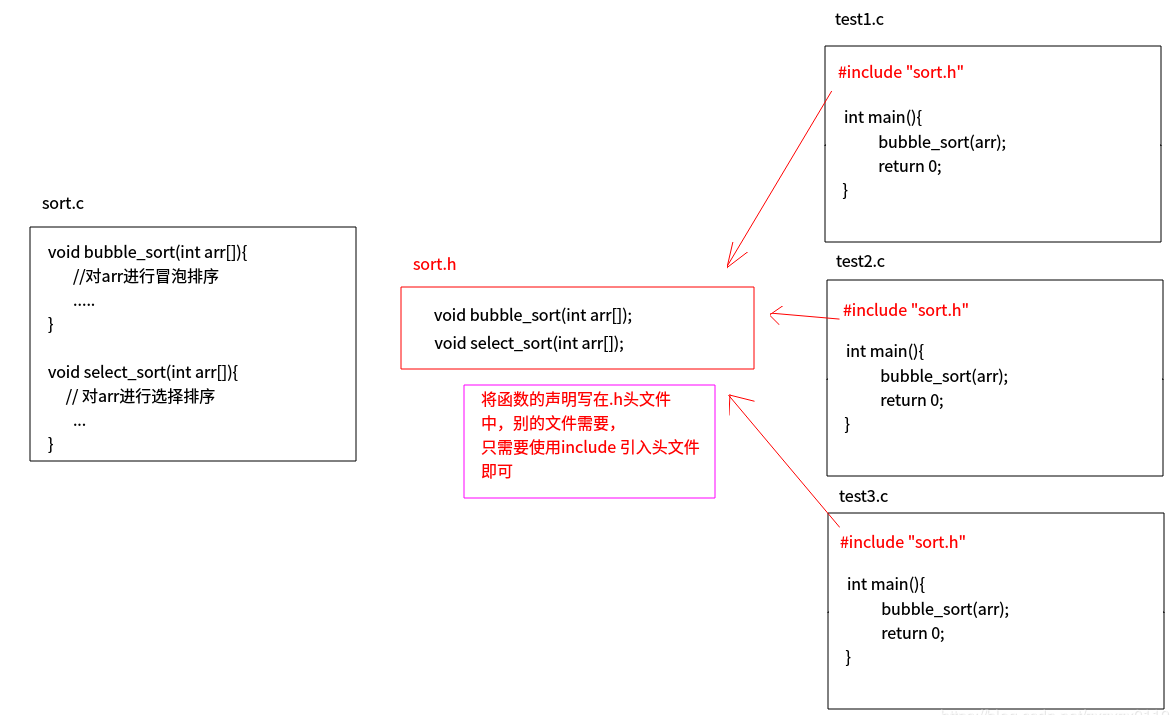 sort.c
void bubble_sort(int arr[]){
//对arr进行冒泡排序
.....
}
void select_sort(int arr[]){
// 对arr进行选择排序
...
}
sort.h
void bubble_sort(int arr[]);
void select_sort(int arr[]);
将函数的声明写在.h头文件
中，别的文件需要，
只需要使用include 引入头文件
即可
test1.c
#include "sort.h"
int main(){
bubble_sort(arr);
return 0;
}
test2.c
#include "sort.h"
int main(){
bubble_sort(arr);
return 0;
}
test3.c
#include "sort.h"
int main(){
bubble_sort(arr);
return 0;
}